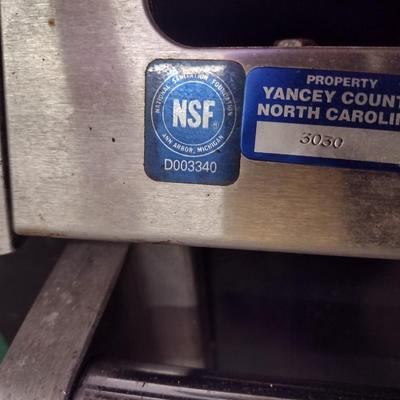 NATIONAL SANITATION FOUNDATION
NSF
ANN ARBOR, MICHIGAN
D003340
PROPERTY
YANCEY COUNT
NORTH CAROLIN
3030